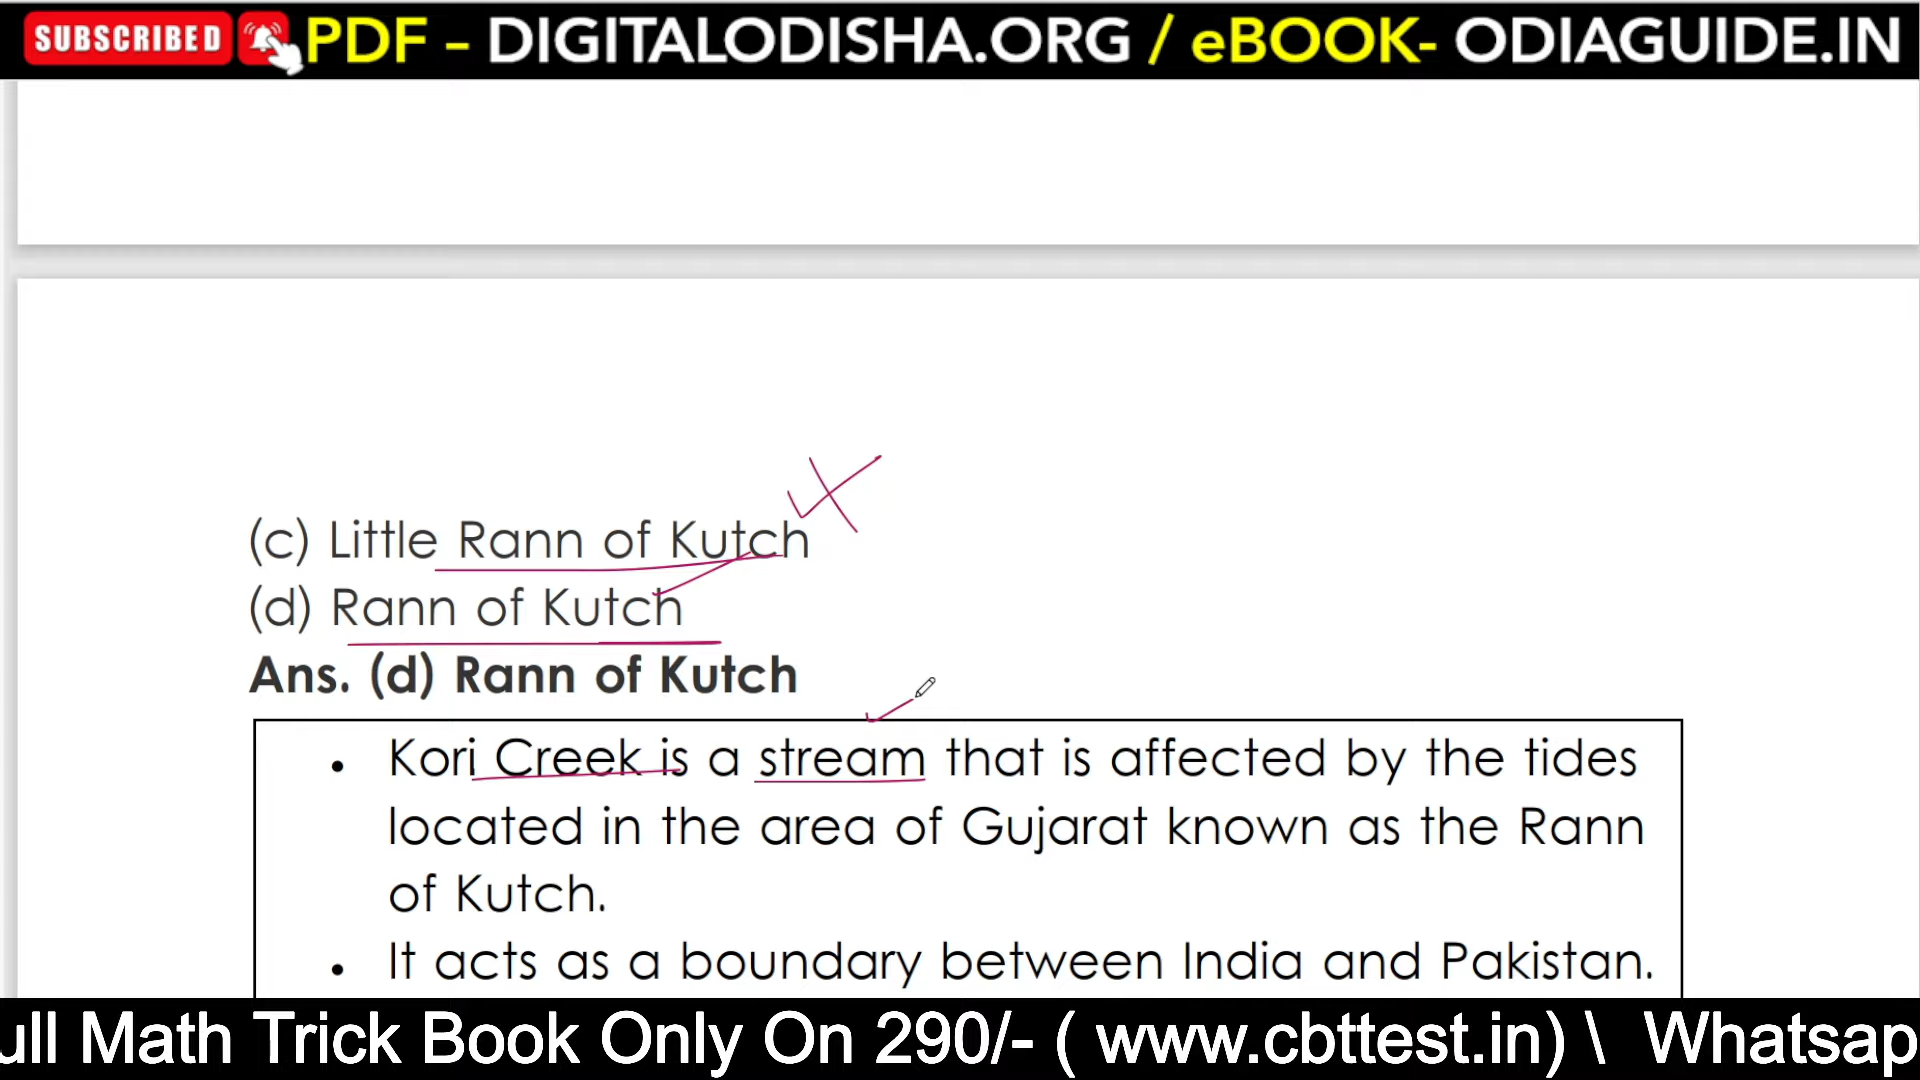 SUBSCRIBED PDF – DIGITALODISHA.ORG / eBOOK- ODIAGUIDE.IN
(c) Little Rann of Kutch
(d) Rann of Kutch
Ans. (d) Rann of Kutch
• Kori Creek is a stream that is affected by the tides
located in the area of Gujarat known as the Rann
of Kutch.
• It acts as a boundary between India and Pakistan.
ull Math Trick Book Only On 290/- ( www.cbttest.in) \ Whatsap